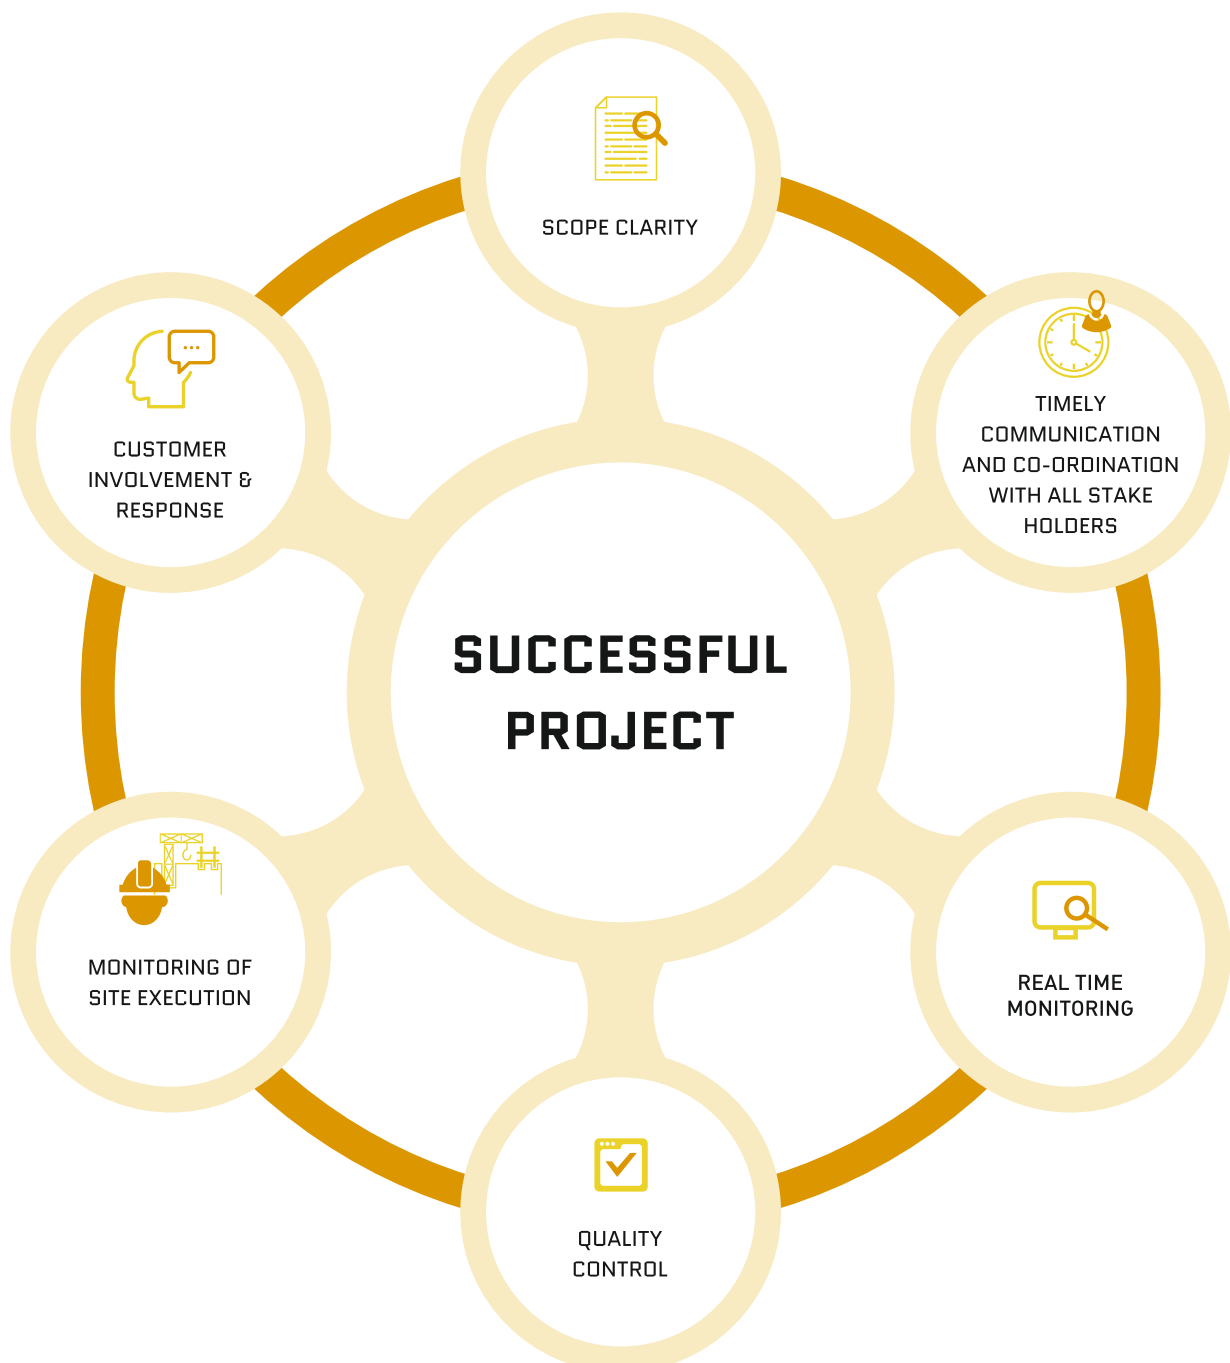 SCOPE CLARITY
TIMELY
COMMUNICATION
AND CO-ORDINATION
WITH ALL STAKE
HOLDERS
CUSTOMER
INVOLVEMENT &
RESPONSE
SUCCESSFUL
PROJECT
MONITORING OF
SITE EXECUTION
REAL TIME
MONITORING
QUALITY
CONTROL